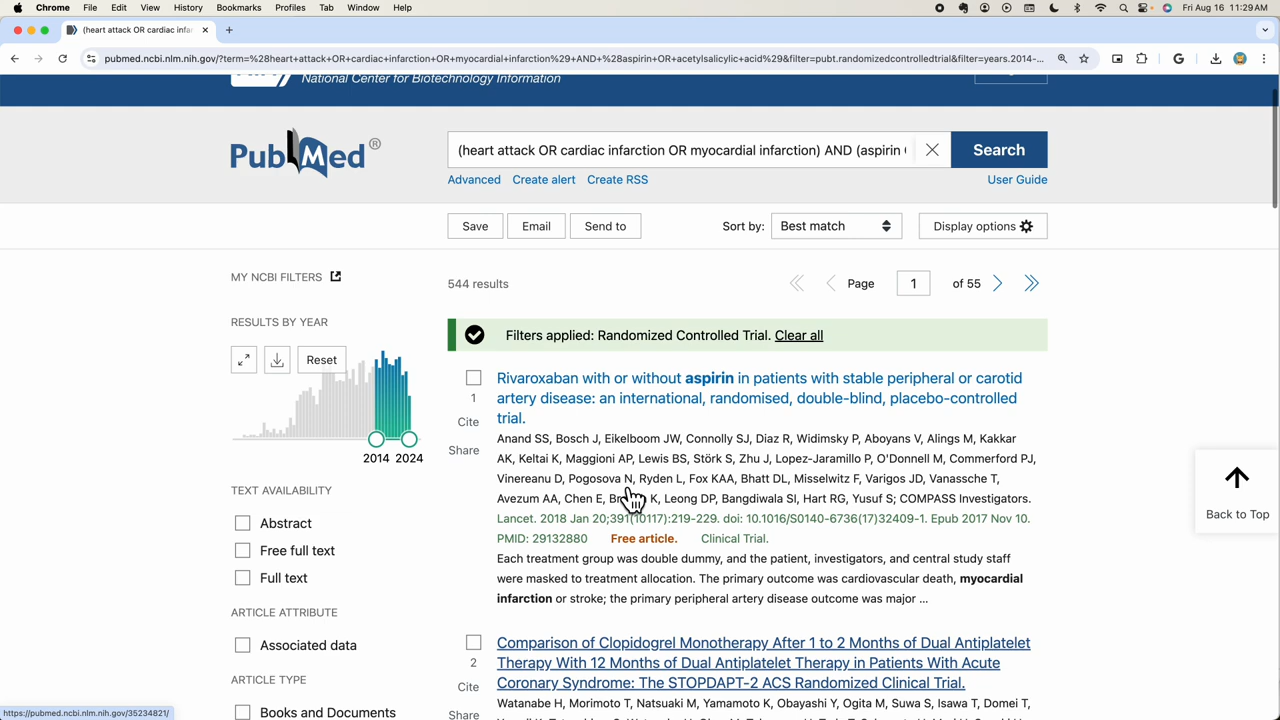 Chrome File Edit View History Bookmarks Profiles Tab Window Help Fri Aug 16 11:29 AM
(heart attack OR cardiac infar
pubmed.ncbi.nlm.nih.gov/?term=%28heart+attack+OR+cardiac+infarction+OR+myocardial+infarction%29+AND+%28aspirin+OR+acetylsalicylic+acid%29&filter=pubt.randomizedcontrolledtrial&filter=years.2014-...
National Center for Biotechnology Information
PubMed®
(heart attack OR cardiac infarction OR myocardial infarction) AND (aspirin
Search
Advanced Create alert Create RSS User Guide
Save Email Send to Sort by: Best match Display options
MY NCBI FILTERS
544 results Page 1 of 55
RESULTS BY YEAR
Filters applied: Randomized Controlled Trial. Clear all
Reset
2014 2024
TEXT AVAILABILITY
Abstract
Free full text
Full text
ARTICLE ATTRIBUTE
Associated data
ARTICLE TYPE
Books and Documents
1
Cite
Share
Rivaroxaban with or without aspirin in patients with stable peripheral or carotid
artery disease: an international, randomised, double-blind, placebo-controlled
trial.
Anand SS, Bosch J, Eikelboom JW, Connolly SJ, Diaz R, Widimsky P, Aboyans V, Alings M, Kakkar
AK, Keltai K, Maggioni AP, Lewis BS, Störk S, Zhu J, Lopez-Jaramillo P, O'Donnell M, Commerford PJ,
Vinereanu D, Pogosova N, Ryden L, Fox KAA, Bhatt DL, Misselwitz F, Varigos JD, Vanassche T,
Avezum AA, Chen E, K, Leong DP, Bangdiwala SI, Hart RG, Yusuf S; COMPASS Investigators.
Lancet. 2018 Jan 20;391(10117):219-229. doi: 10.1016/S0140-6736(17)32409-1. Epub 2017 Nov 10.
PMID: 29132880 Free article. Clinical Trial.
Each treatment group was double dummy, and the patient, investigators, and central study staff
were masked to treatment allocation. The primary outcome was cardiovascular death, myocardial
infarction or stroke; the primary peripheral artery disease outcome was major ...
2
Cite
Share
Comparison of Clopidogrel Monotherapy After 1 to 2 Months of Dual Antiplatelet
Therapy With 12 Months of Dual Antiplatelet Therapy in Patients With Acute
Coronary Syndrome: The STOPDAPT-2 ACS Randomized Clinical Trial.
Watanabe H, Morimoto T, Natsuaki M, Yamamoto K, Obayashi Y, Ogita M, Suwa S, Isawa T, Domei T,
Back to Top
https://pubmed.ncbi.nlm.nih.gov/35234821/